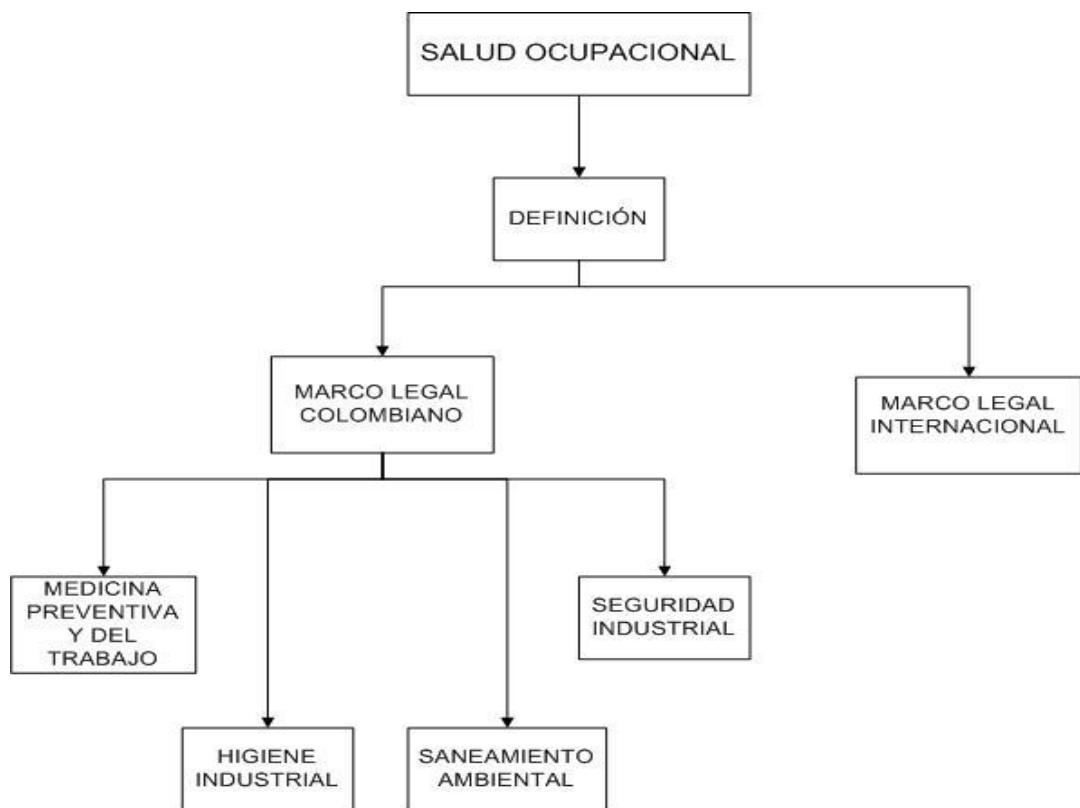 SALUD OCUPACIONAL
DEFINICIÓN
MARCO LEGAL
COLOMBIANO
MARCO LEGAL
INTERNACIONAL
MEDICINA
PREVENTIVA
Y DEL
TRABAJO
SEGURIDAD
INDUSTRIAL
HIGIENE
INDUSTRIAL
SANEAMIENTO
AMBIENTAL